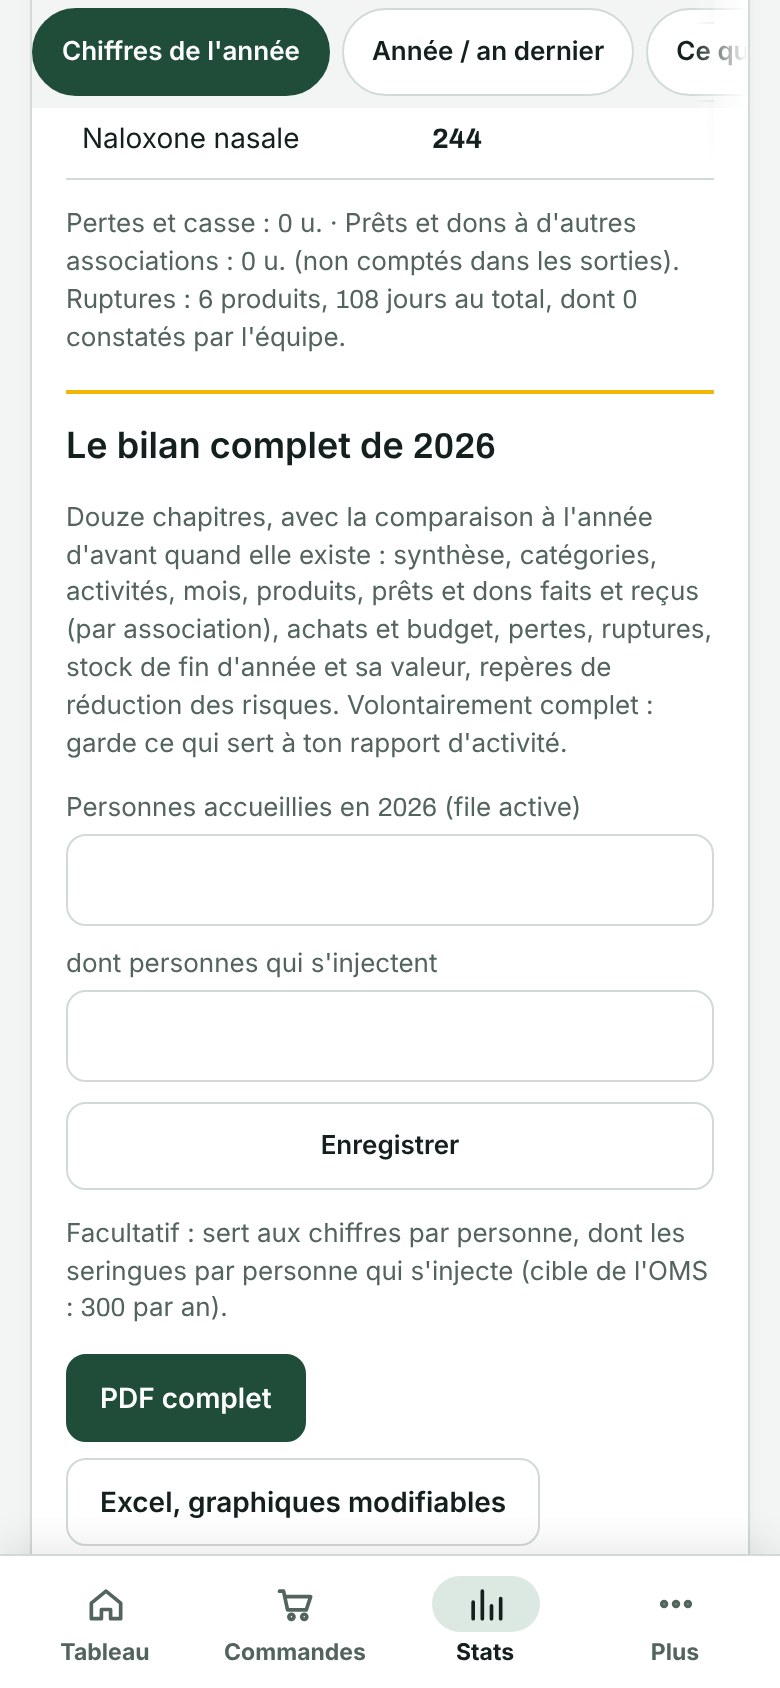 Chiffres de l'année
Année / an dernier
Ce qu
Naloxone nasale 244
Pertes et casse : 0 u. · Prêts et dons à d'autres
associations : 0 u. (non comptés dans les sorties).
Ruptures : 6 produits, 108 jours au total, dont 0
constatés par l'équipe.
Le bilan complet de 2026
Douze chapitres, avec la comparaison à l'année
d'avant quand elle existe : synthèse, catégories,
activités, mois, produits, prêts et dons faits et reçus
(par association), achats et budget, pertes, ruptures,
stock de fin d'année et sa valeur, repères de
réduction des risques. Volontairement complet :
garde ce qui sert à ton rapport d'activité.
Personnes accueillies en 2026 (file active)
dont personnes qui s'injectent
Enregistrer
Facultatif : sert aux chiffres par personne, dont les
seringues par personne qui s'injecte (cible de l'OMS
: 300 par an).
PDF complet
Excel, graphiques modifiables
Tableau
Commandes
Stats
Plus